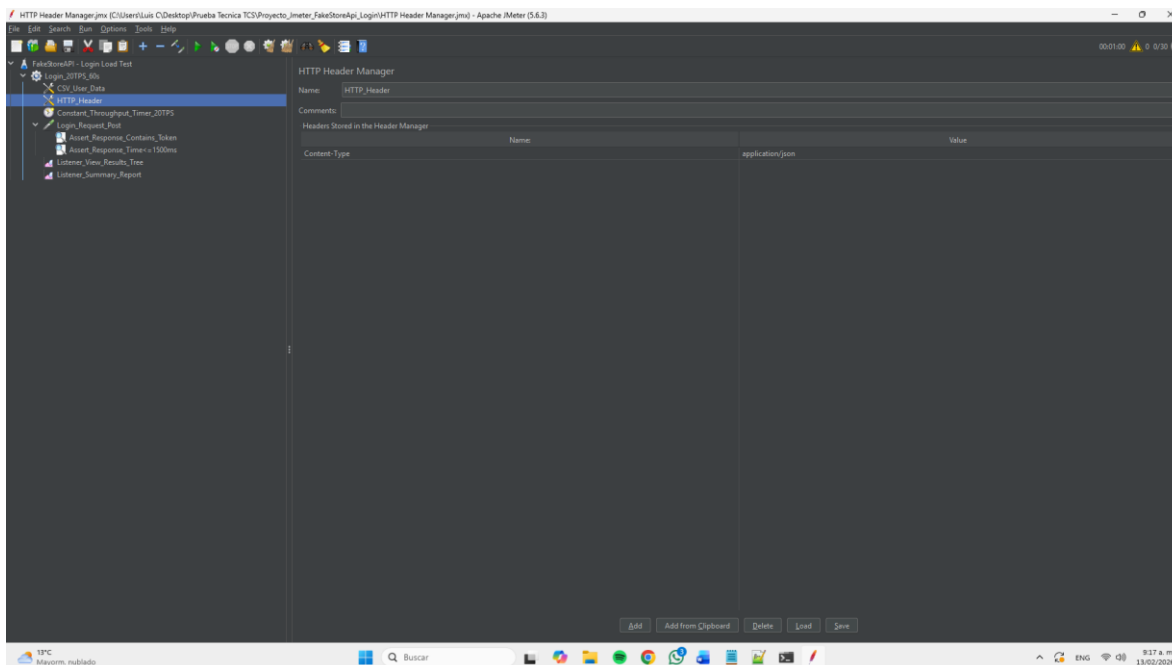 HTTP Header Manager.jmx (C:\Users\Luis C\Desktop\Prueba Tecnica TCS\Proyecto_Jmeter_FakeStoreApi_Login\HTTP Header Manager.jmx) - Apache JMeter (5.6.3)
File Edit Search Run Options Tools Help
00:01:00 0 0/30
FakeStoreAPI - Login Load Test
Login_20TPS_60s
CSV_User_Data
HTTP_Header
Constant_Throughput_Timer_20TPS
Login_Request_Post
Assert_Response_Contains_Token
Assert_Response_Time<=1500ms
Listener_View_Results_Tree
Listener_Summary_Report
HTTP Header Manager
Name: HTTP_Header
Comments:
Headers Stored in the Header Manager
Name: Value
Content-Type application/json
Add Add from Clipboard Delete Load Save
13°C
Mayorm. nublado
Buscar
ENG
9:17 a. m
13/02/202